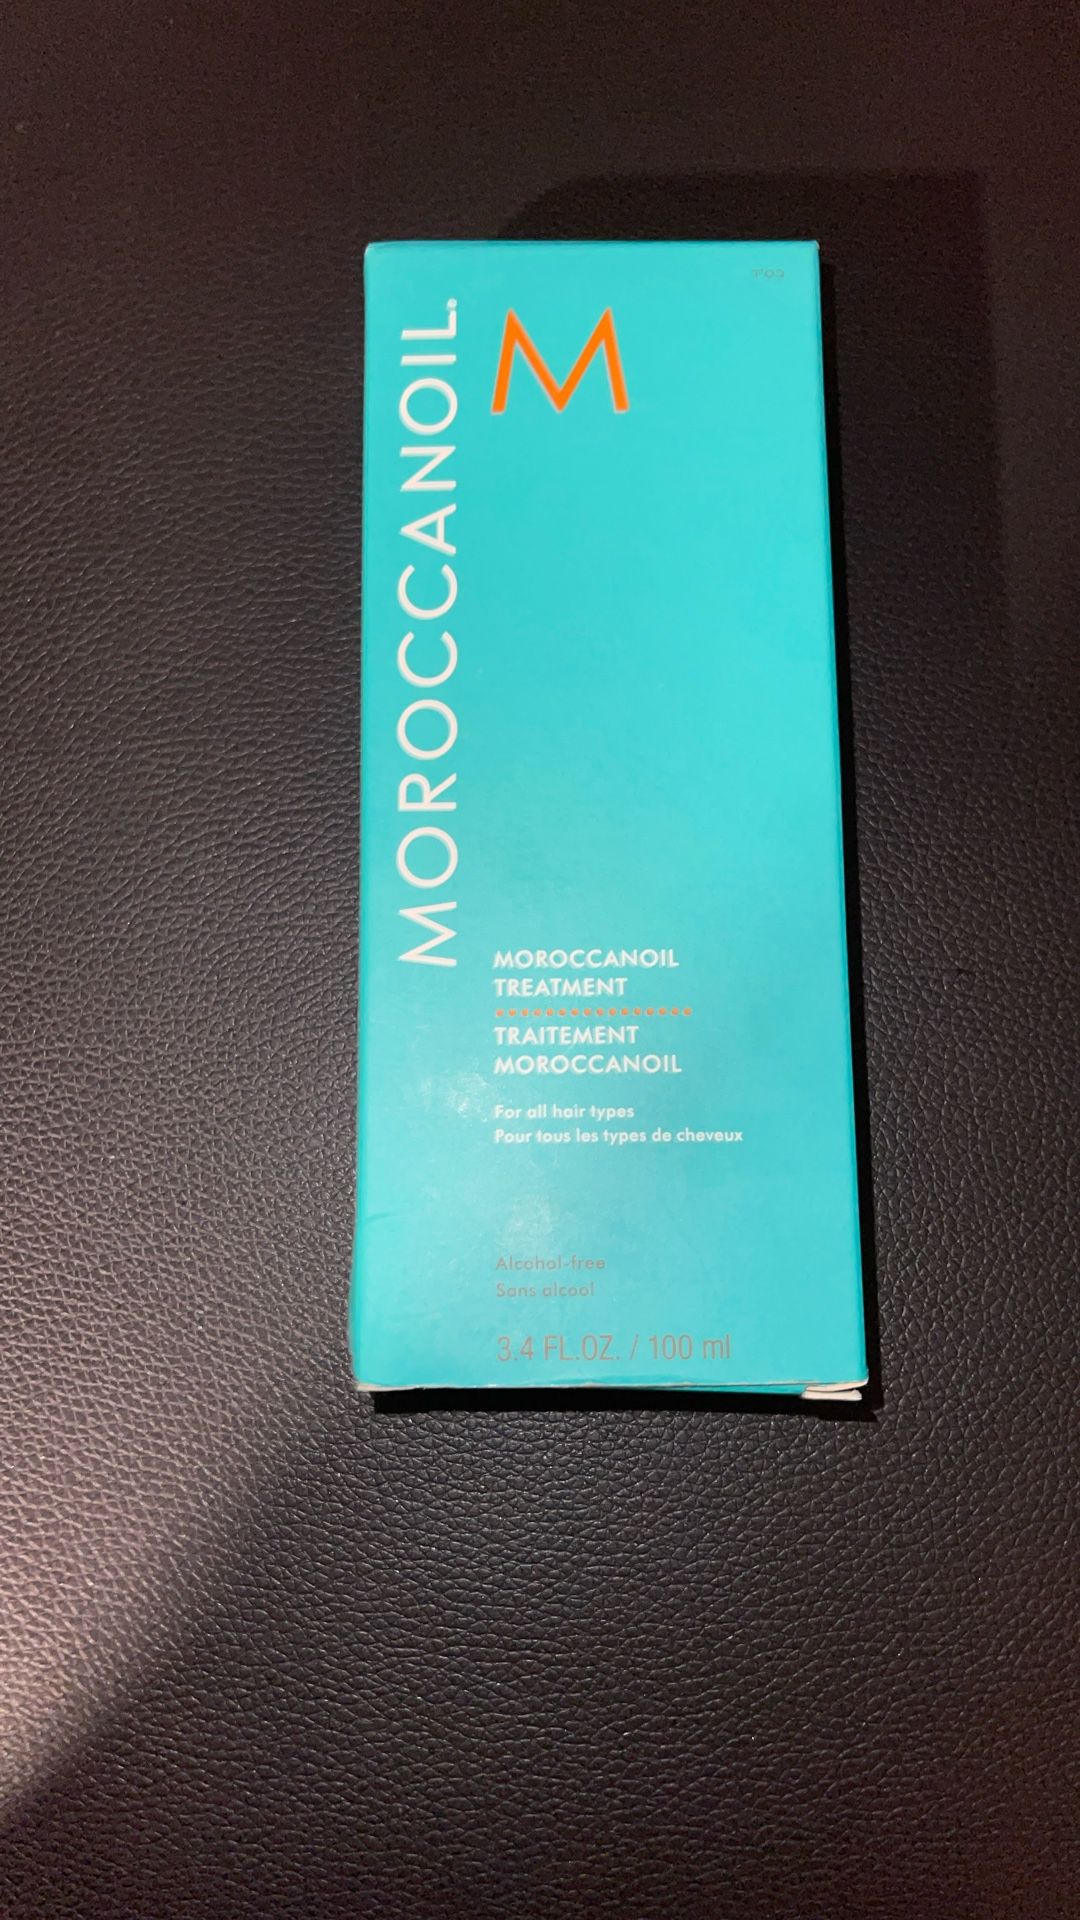 MOROCCANOIL.
M
MOROCCANOIL
TREATMENT
TRAITEMENT
MOROCCANOIL
For all hair types
Pour tous les types de cheveux
Alcohol-free
Sans alcool
3.4 FL.OZ. / 100 ml